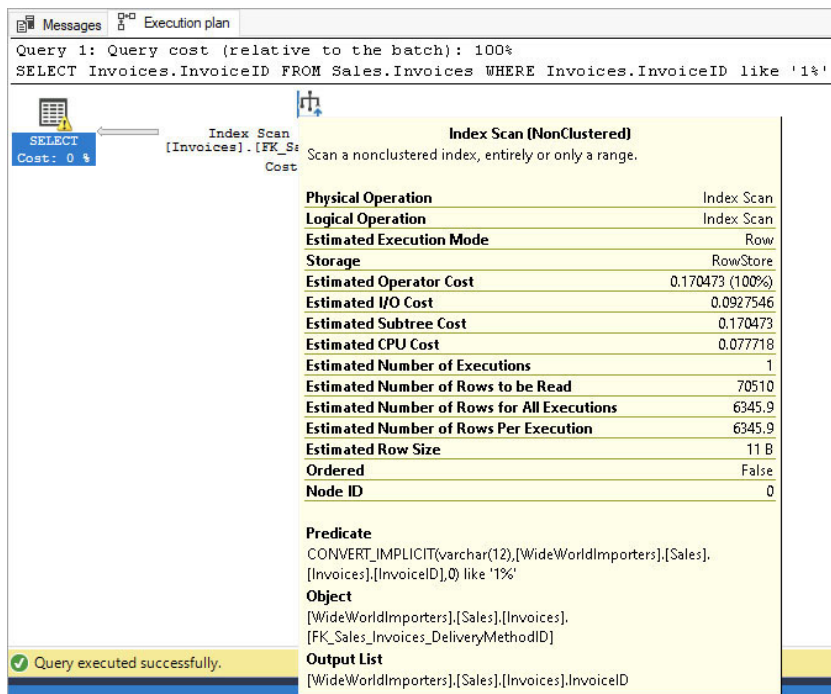 Messages Execution plan
Query 1: Query cost (relative to the batch): 100%
SELECT Invoices.InvoiceID FROM Sales.Invoices WHERE Invoices.InvoiceID like '1%'
SELECT
Cost: 0 %
Index Scan
[Invoices].[FK_Sa
Cost
Index Scan (NonClustered)
Scan a nonclustered index, entirely or only a range.
Physical Operation Index Scan
Logical Operation Index Scan
Estimated Execution Mode Row
Storage RowStore
Estimated Operator Cost 0.170473 (100%)
Estimated I/O Cost 0.0927546
Estimated Subtree Cost 0.170473
Estimated CPU Cost 0.077718
Estimated Number of Executions 1
Estimated Number of Rows to be Read 70510
Estimated Number of Rows for All Executions 6345.9
Estimated Number of Rows Per Execution 6345.9
Estimated Row Size 11 B
Ordered False
Node ID 0
Predicate
CONVERT_IMPLICIT(varchar(12),[WideWorldImporters].[Sales].
[Invoices].[InvoiceID],0) like '1%'
Object
[WideWorldImporters].[Sales].[Invoices].
[FK_Sales_Invoices_DeliveryMethodID]
Output List
[WideWorldImporters].[Sales].[Invoices].InvoiceID
Query executed successfully.